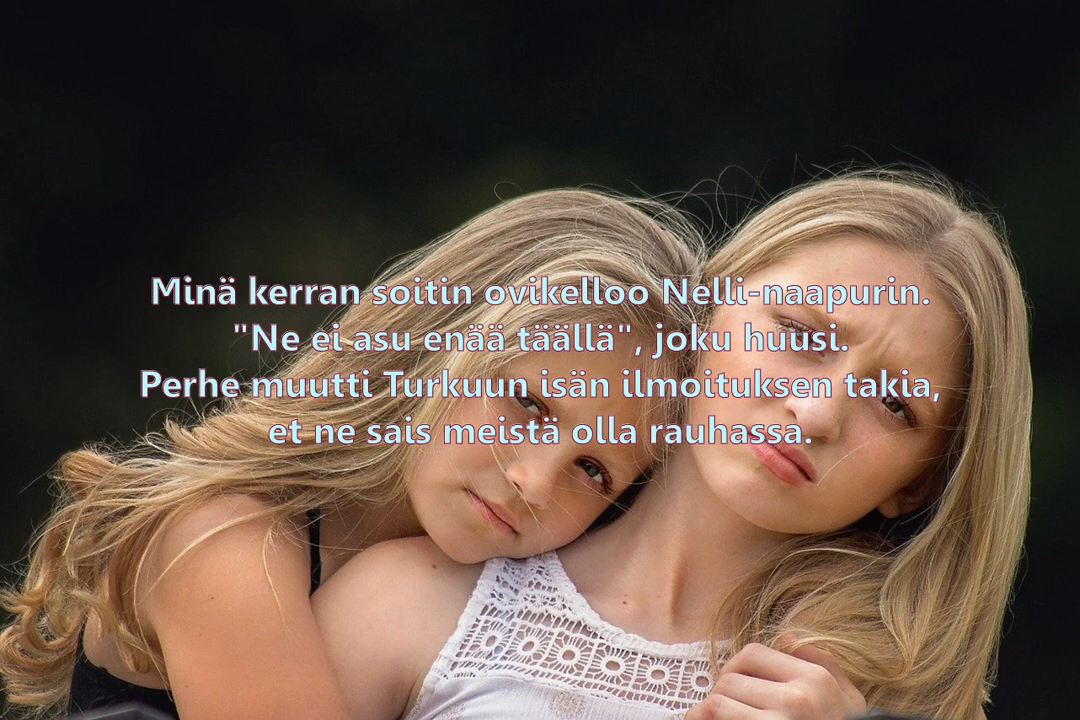 Minä kerran soitin ovikelloo Nelli-naapurin.
"Ne ei asu enää täällä", joku huusi.
Perhe muutti Turkuun isän ilmoituksen takia,
et ne sais meistä olla rauhassa.